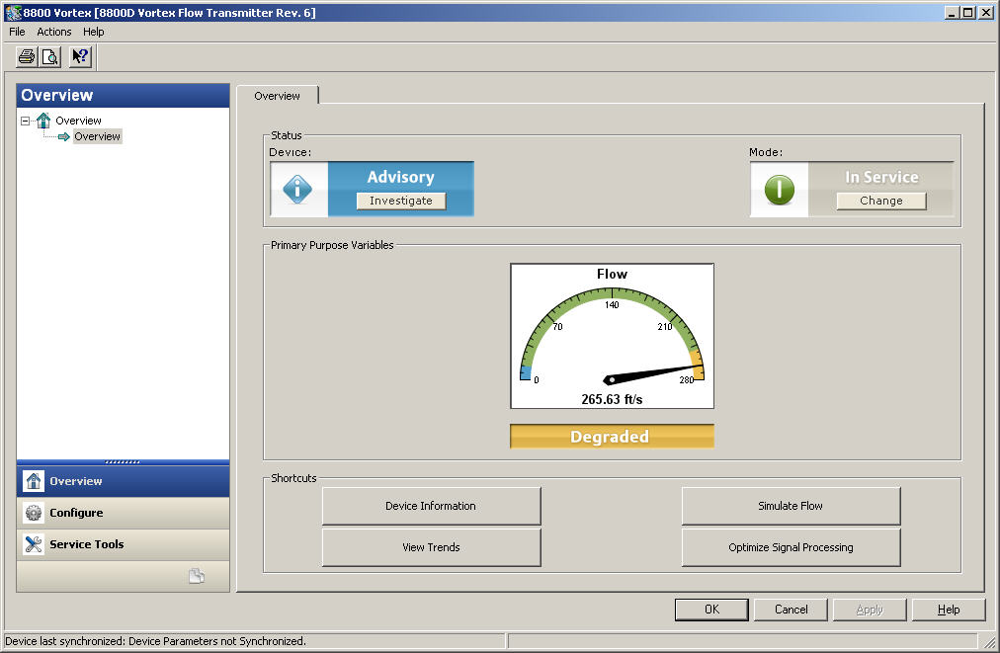 8800 Vortex [8800D Vortex Flow Transmitter Rev. 6]
File Actions Help
Overview
Overview
Overview
Overview
Configure
Service Tools
Overview
Status
Device:
Advisory
Investigate
Mode:
In Service
Change
Primary Purpose Variables
Flow
0
70
140
210
280
265.63 ft/s
Degraded
Shortcuts
Device Information
Simulate Flow
View Trends
Optimize Signal Processing
OK
Cancel
Apply
Help
Device last synchronized: Device Parameters not Synchronized.